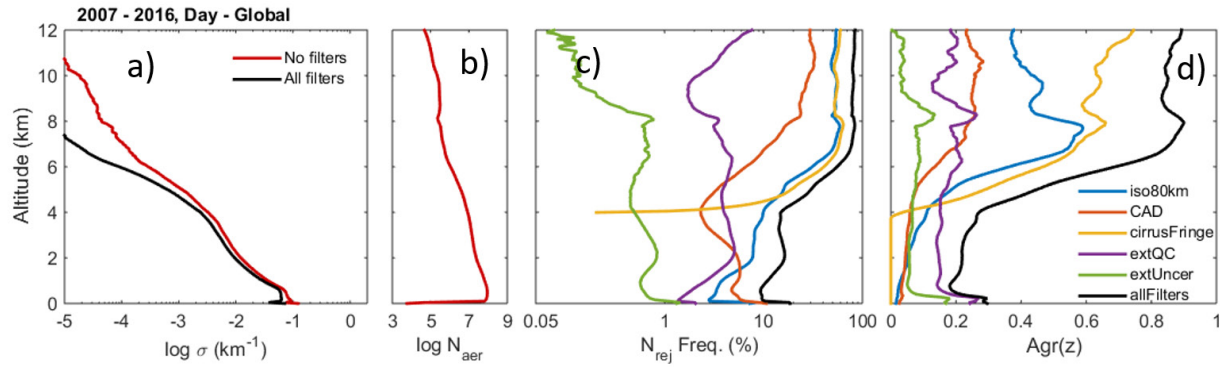 2007 - 2016, Day - Global
a)
No filters
All filters
Altitude (km)
12
10
8
6
4
2
0
-5 -4 -3 -2 -1 0
log σ (km⁻¹)
b)
3 5 7 9
log Naer
c)
0.05 1 10 100
Nrej Freq. (%)
d)
iso80km
CAD
cirrusFringe
extQC
extUncer
allFilters
0 0.2 0.4 0.6 0.8 1
Agr(z)